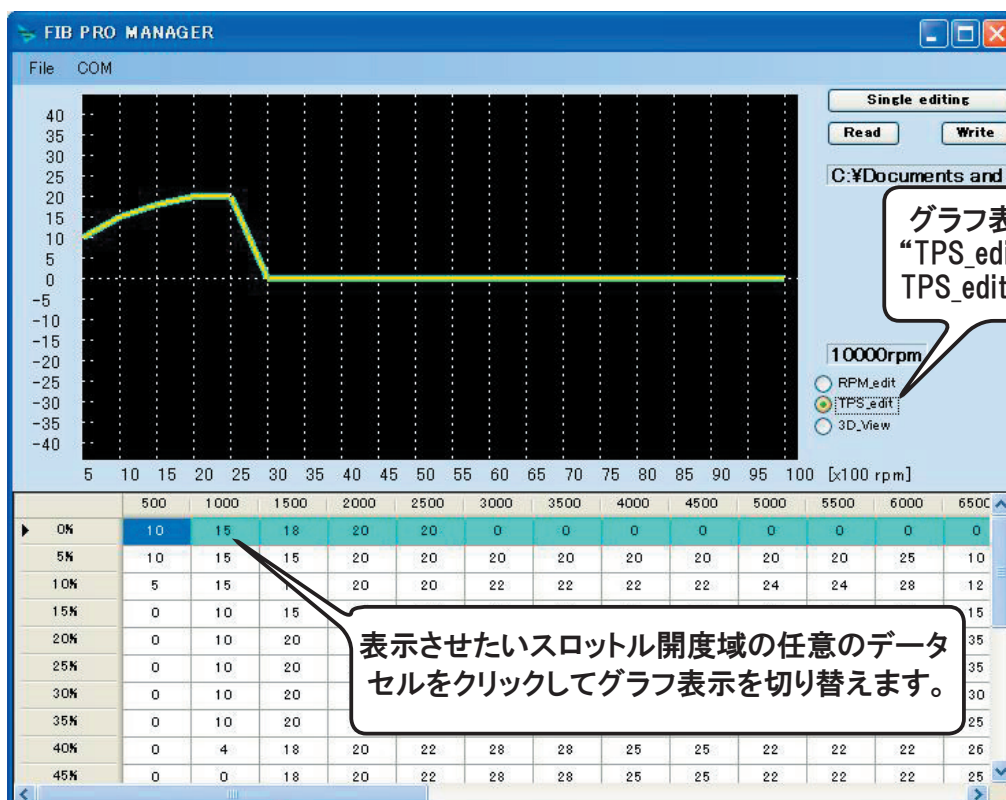 FIB PRO MANAGER
File COM
Single editing
Read Write
C:¥Documents and
グラフ表
“TPS_edi
TPS_edit
10000rpm
RPM_edit
TPS_edit
3D_View
40
35
30
25
20
15
10
5
0
-5
-10
-15
-20
-25
-30
-35
-40
5 10 15 20 25 30 35 40 45 50 55 60 65 70 75 80 85 90 95 100 [x100 rpm]
500 1000 1500 2000 2500 3000 3500 4000 4500 5000 5500 6000 6500
0% 10 15 18 20 20 0 0 0 0 0 0 0 0
5% 10 15 15 20 20 20 20 20 20 20 20 25 10
10% 5 15 20 20 22 22 22 22 24 24 28 12
15% 0 10 15 15
20% 0 10 20 35
25% 0 10 20 35
30% 0 10 20 30
35% 0 10 20 25
40% 0 4 18 20 22 28 28 25 25 22 22 22 26
45% 0 0 18 20 22 28 28 25 25 22 22 22 25
表示させたいスロットル開度域の任意のデータ
セルをクリックしてグラフ表示を切り替えます。